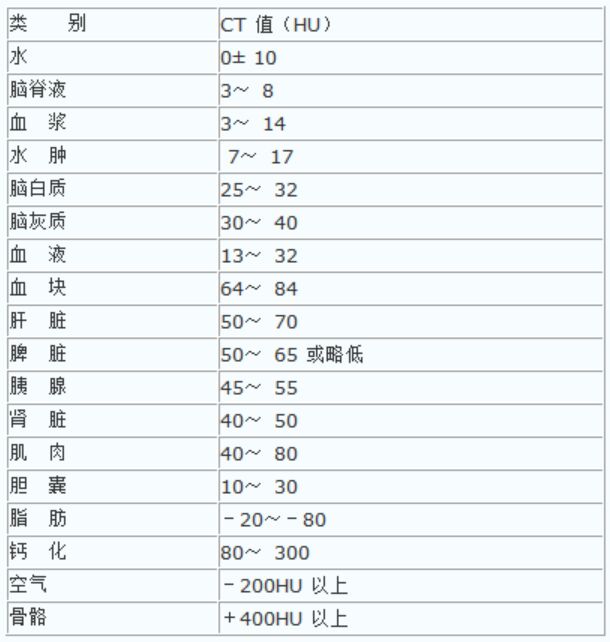 类 别 CT 值（HU）
水 0± 10
脑脊液 3～ 8
血 浆 3～ 14
水 肿 7～ 17
脑白质 25～ 32
脑灰质 30～ 40
血 液 13～ 32
血 块 64～ 84
肝 脏 50～ 70
脾 脏 50～ 65 或略低
胰 腺 45～ 55
肾 脏 40～ 50
肌 肉 40～ 80
胆 囊 10～ 30
脂 肪 －20～－80
钙 化 80～ 300
空气 －200HU 以上
骨骼 ＋400HU 以上